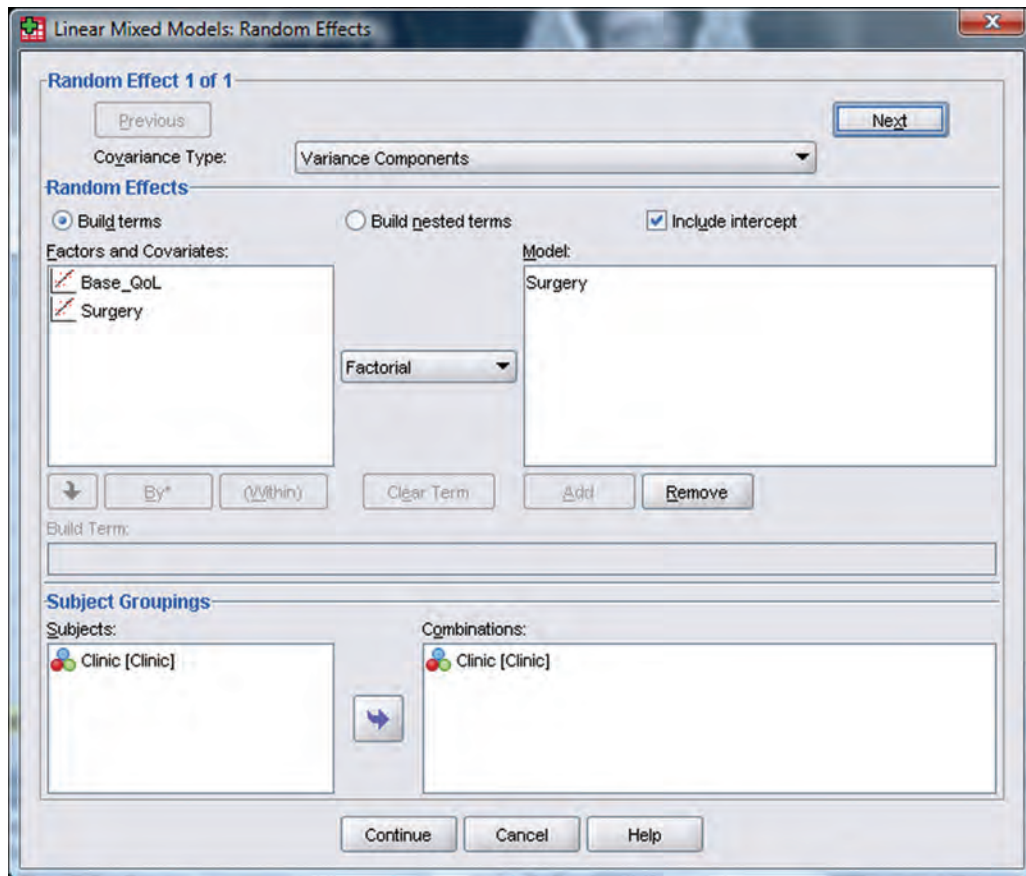 Linear Mixed Models: Random Effects
Random Effect 1 of 1
Previous
Next
Covariance Type: Variance Components
Random Effects
Build terms Build nested terms Include intercept
Factors and Covariates: Model:
Base_QoL Surgery
Surgery
Factorial
By* (Within) Clear Term Add Remove
Build Term:
Subject Groupings
Subjects: Combinations:
Clinic [Clinic] Clinic [Clinic]
Continue Cancel Help